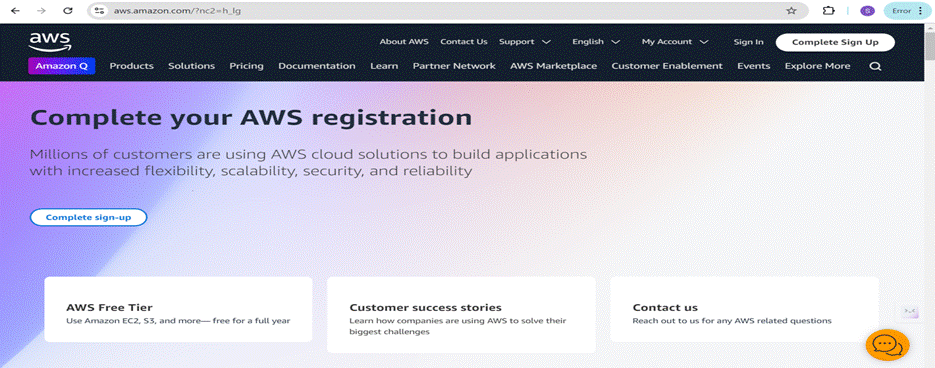 aws.amazon.com/?nc2=h_lg
S
Error
aws
About AWS Contact Us Support English My Account Sign In Complete Sign Up
Amazon Q Products Solutions Pricing Documentation Learn Partner Network AWS Marketplace Customer Enablement Events Explore More
Complete your AWS registration
Millions of customers are using AWS cloud solutions to build applications
with increased flexibility, scalability, security, and reliability
Complete sign-up
AWS Free Tier
Use Amazon EC2, S3, and more— free for a full year
Customer success stories
Learn how companies are using AWS to solve their
biggest challenges
Contact us
Reach out to us for any AWS related questions